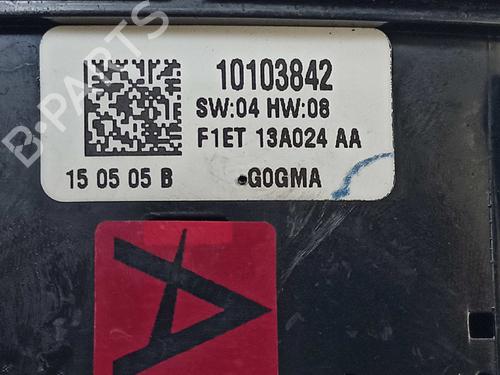 10103842
SW:04 HW:08
F1ET 13A024 AA
15 05 05 B
G0GMA
A
B-Parts